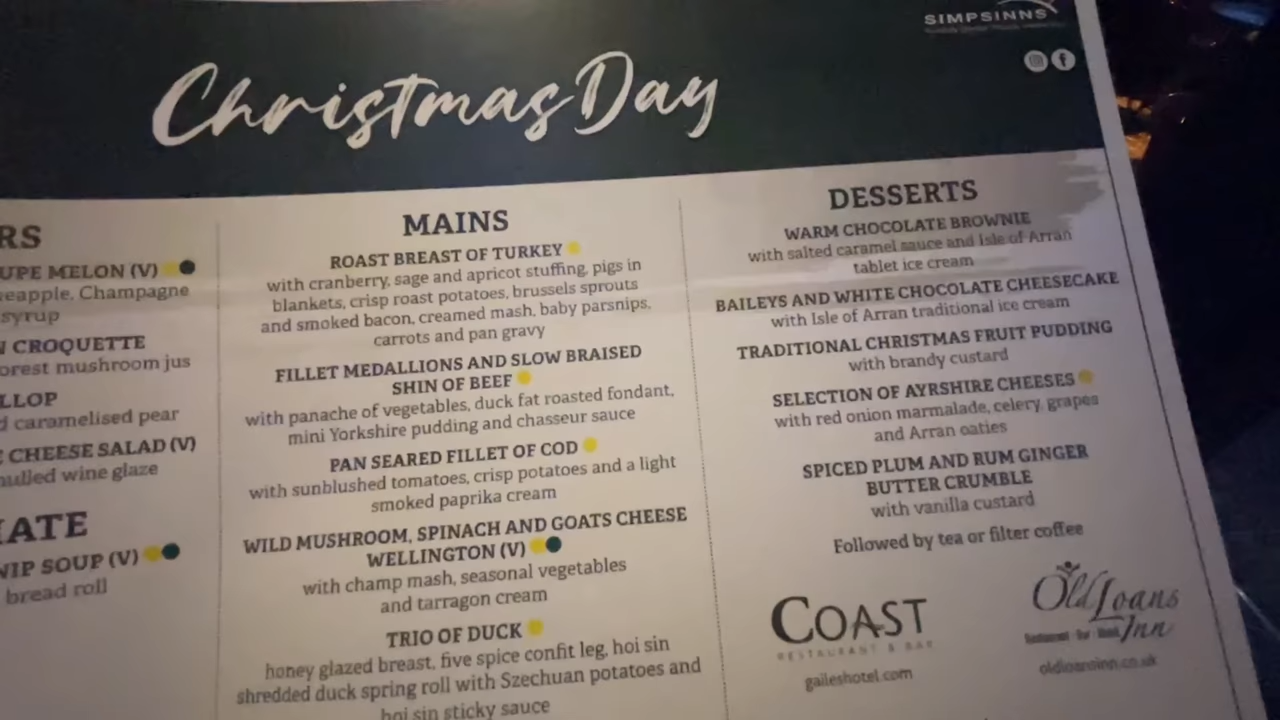 SIMPSINNS
Christmas Day
RS
UPE MELON (V)
eapple, Champagne
syrup
N CROQUETTE
orest mushroom jus
LLOP
d caramelised pear
E CHEESE SALAD (V)
mulled wine glaze
IATE
NIP SOUP (V)
bread roll
MAINS
ROAST BREAST OF TURKEY
with cranberry, sage and apricot stuffing, pigs in
blankets, crisp roast potatoes, brussels sprouts
and smoked bacon, creamed mash, baby parsnips,
carrots and pan gravy
FILLET MEDALLIONS AND SLOW BRAISED
SHIN OF BEEF
with panache of vegetables, duck fat roasted fondant,
mini Yorkshire pudding and chasseur sauce
PAN SEARED FILLET OF COD
with sunblushed tomatoes, crisp potatoes and a light
smoked paprika cream
WILD MUSHROOM, SPINACH AND GOATS CHEESE
WELLINGTON (V)
with champ mash, seasonal vegetables
and tarragon cream
TRIO OF DUCK
honey glazed breast, five spice confit leg, hoi sin
shredded duck spring roll with Szechuan potatoes and
hoi sin sticky sauce
DESSERTS
WARM CHOCOLATE BROWNIE
with salted caramel sauce and Isle of Arran
tablet ice cream
BAILEYS AND WHITE CHOCOLATE CHEESECAKE
with Isle of Arran traditional ice cream
TRADITIONAL CHRISTMAS FRUIT PUDDING
with brandy custard
SELECTION OF AYRSHIRE CHEESES
with red onion marmalade, celery, grapes
and Arran oaties
SPICED PLUM AND RUM GINGER
BUTTER CRUMBLE
with vanilla custard
Followed by tea or filter coffee
COAST
RESTAURANT & BAR
gaileshotel.com
Old Loans
Inn
oldloansinn.co.uk